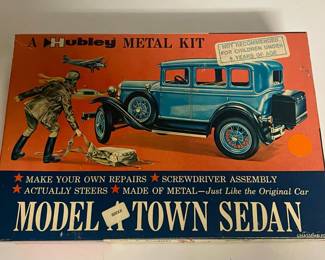 A Hubley METAL KIT
NOT RECOMMENDED
FOR CHILDREN UNDER
8 YEARS OF AGE
★ MAKE YOUR OWN REPAIRS ★ SCREWDRIVER ASSEMBLY
★ ACTUALLY STEERS ★ MADE OF METAL—Just Like the Original Car
MODEL A TOWN SEDAN